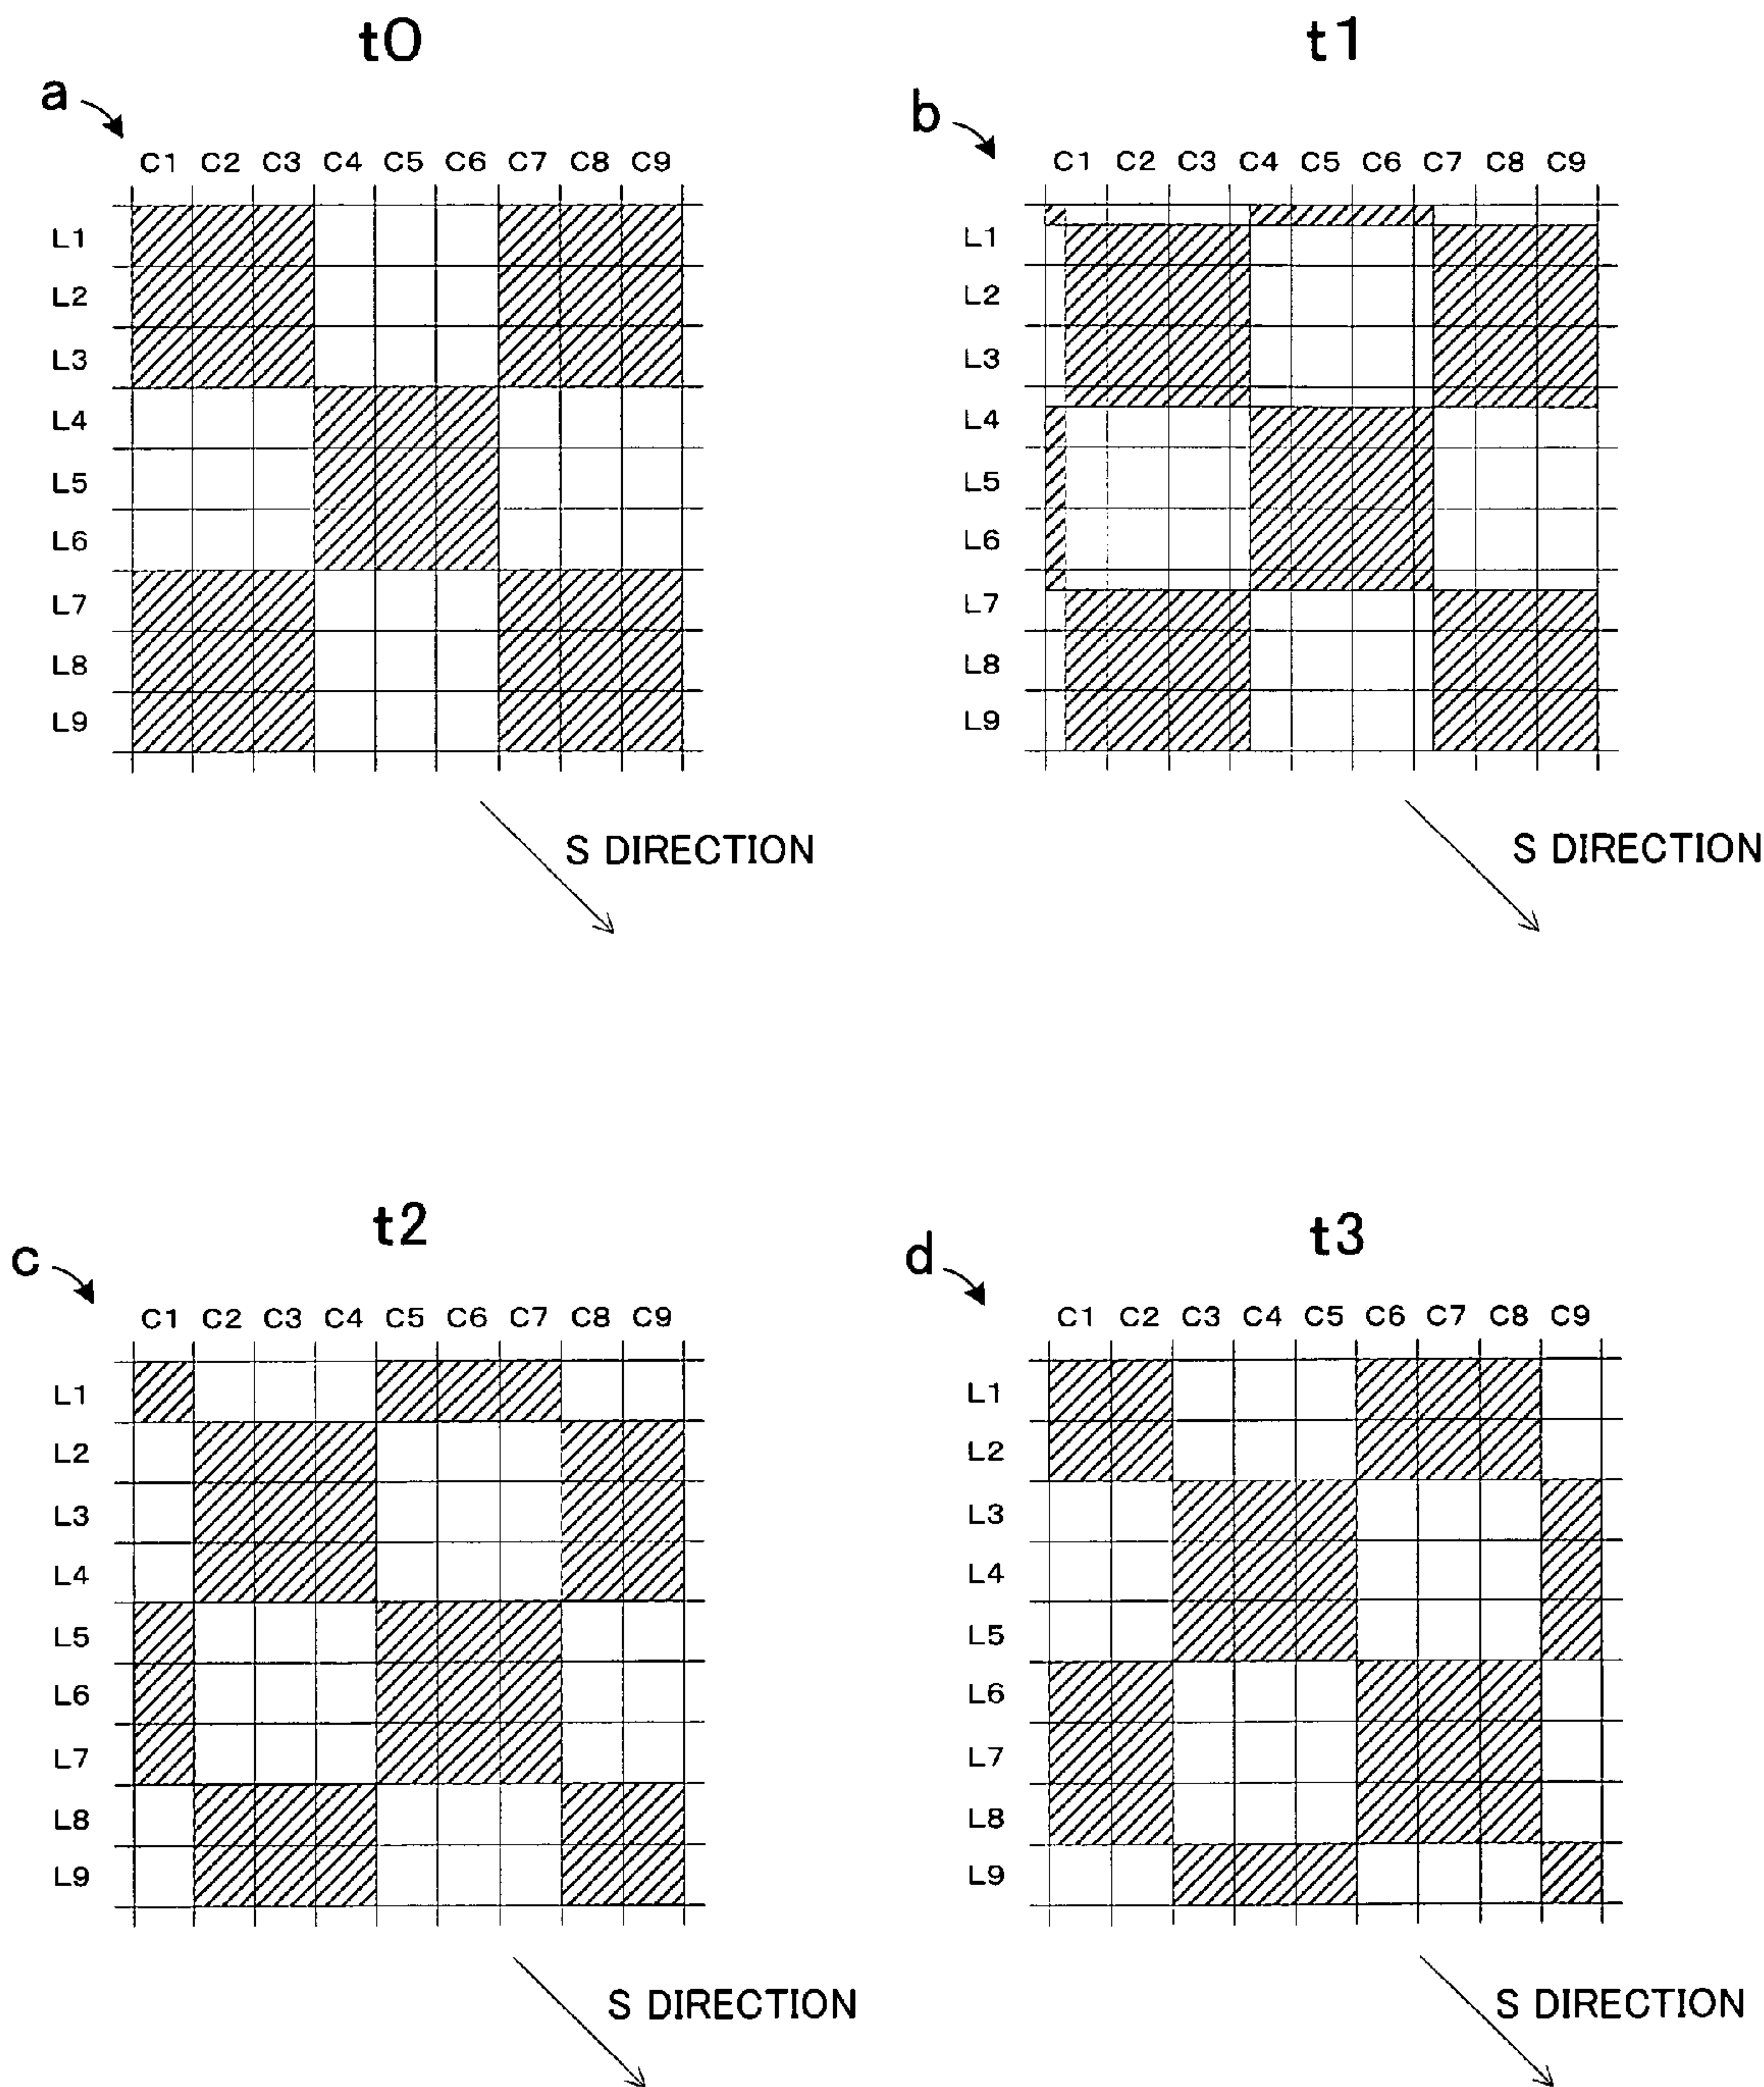 t0
a
C1 C2 C3 C4 C5 C6 C7 C8 C9
L1
L2
L3
L4
L5
L6
L7
L8
L9
S DIRECTION
t1
b
C1 C2 C3 C4 C5 C6 C7 C8 C9
L1
L2
L3
L4
L5
L6
L7
L8
L9
S DIRECTION
t2
c
C1 C2 C3 C4 C5 C6 C7 C8 C9
L1
L2
L3
L4
L5
L6
L7
L8
L9
S DIRECTION
t3
d
C1 C2 C3 C4 C5 C6 C7 C8 C9
L1
L2
L3
L4
L5
L6
L7
L8
L9
S DIRECTION